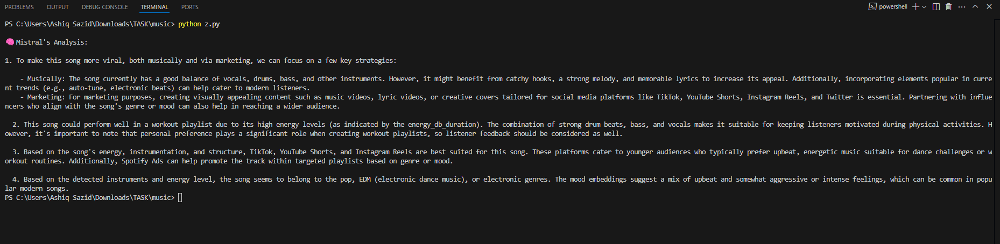 PROBLEMS OUTPUT DEBUG CONSOLE TERMINAL PORTS powershell
PS C:\Users\Ashiq Sazid\Downloads\TASK\music> python z.py
Mistral's Analysis:
1. To make this song more viral, both musically and via marketing, we can focus on a few key strategies:
- Musically: The song currently has a good balance of vocals, drums, bass, and other instruments. However, it might benefit from catchy hooks, a strong melody, and memorable lyrics to increase its appeal. Additionally, incorporating elements popular in curre
nt trends (e.g., auto-tune, electronic beats) can help cater to modern listeners.
- Marketing: For marketing purposes, creating visually appealing content such as music videos, lyric videos, or creative covers tailored for social media platforms like TikTok, YouTube Shorts, Instagram Reels, and Twitter is essential. Partnering with influe
ncers who align with the song's genre or mood can also help in reaching a wider audience.
2. This song could perform well in a workout playlist due to its high energy levels (as indicated by the energy_db_duration). The combination of strong drum beats, bass, and vocals makes it suitable for keeping listeners motivated during physical activities. H
owever, it's important to note that personal preference plays a significant role when creating workout playlists, so listener feedback should be considered as well.
3. Based on the song's energy, instrumentation, and structure, TikTok, YouTube Shorts, and Instagram Reels are best suited for this song. These platforms cater to younger audiences who typically prefer upbeat, energetic music suitable for dance challenges or w
orkout routines. Additionally, Spotify Ads can help promote the track within targeted playlists based on genre or mood.
4. Based on the detected instruments and energy level, the song seems to belong to the pop, EDM (electronic dance music), or electronic genres. The mood embeddings suggest a mix of upbeat and somewhat aggressive or intense feelings, which can be common in popu
lar modern songs.
PS C:\Users\Ashiq Sazid\Downloads\TASK\music>